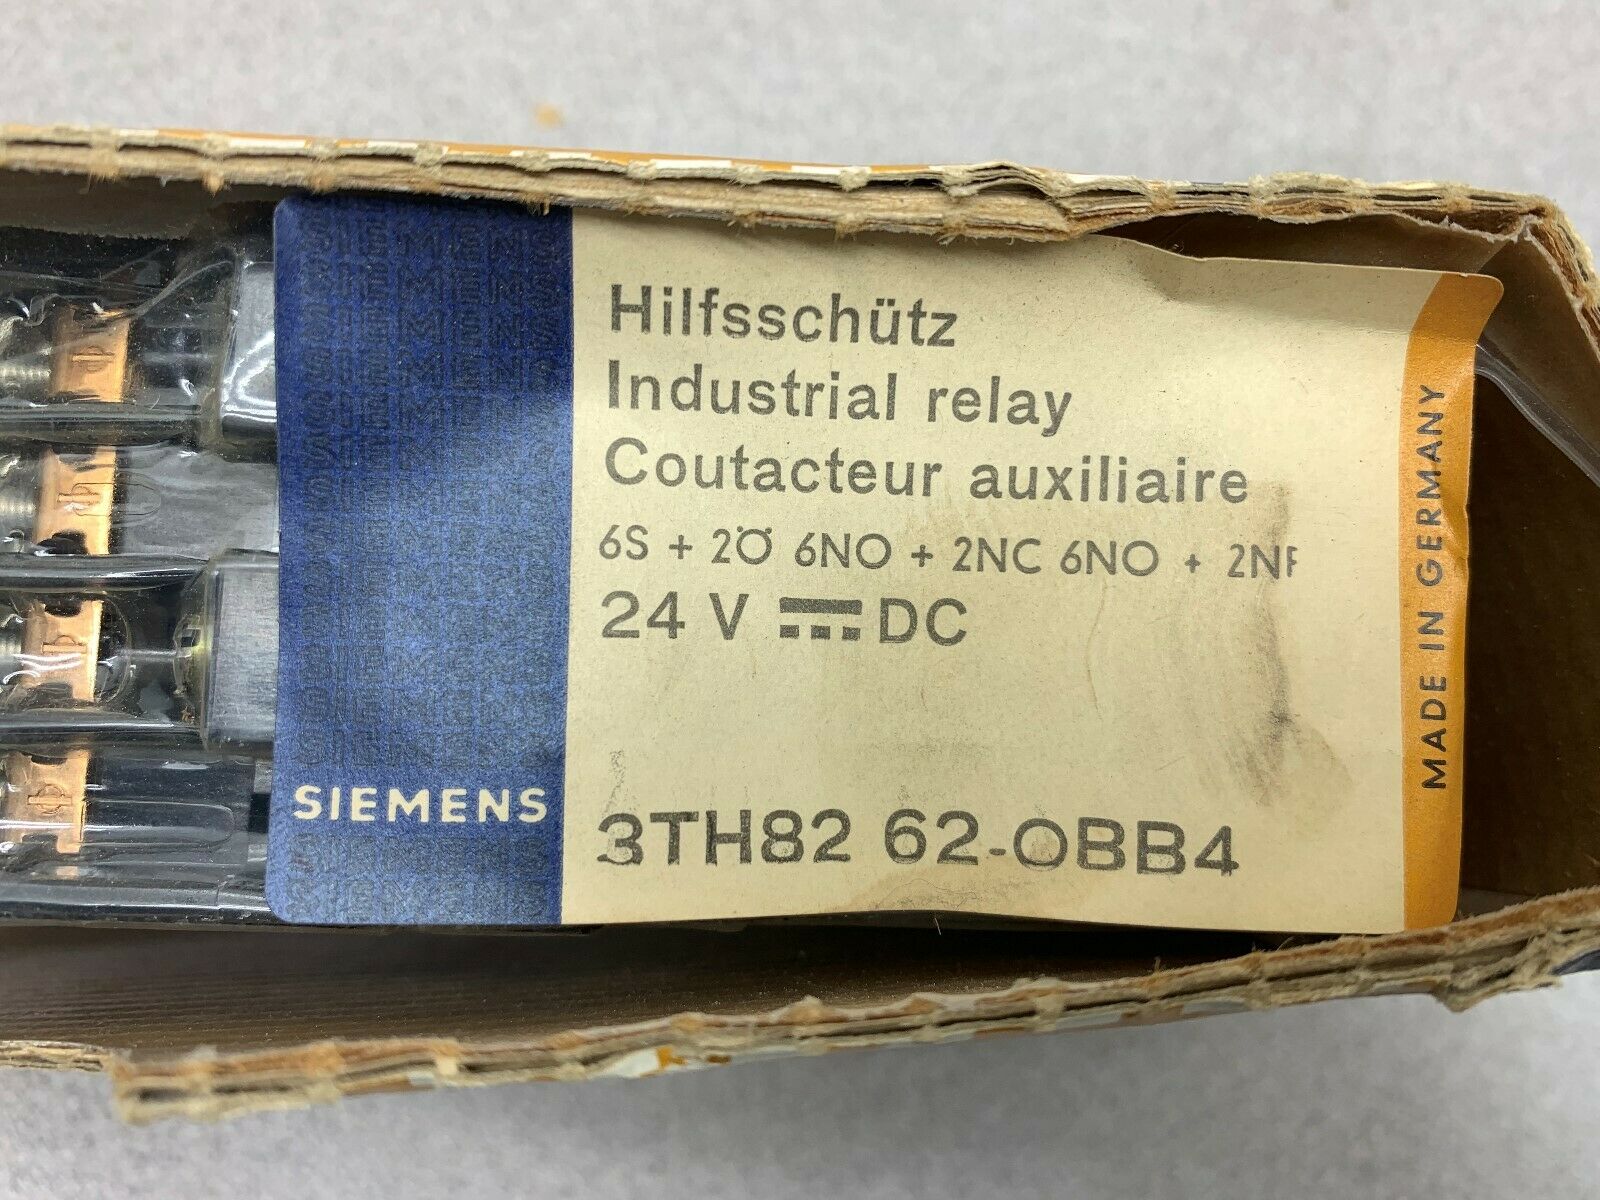 Hilfsschütz
Industrial relay
Coutacteur auxiliaire
6S + 2Ö 6NO + 2NC 6NO + 2NF
24 V ⎓ DC
3TH82 62-0BB4
SIEMENS
MADE IN GERMANY